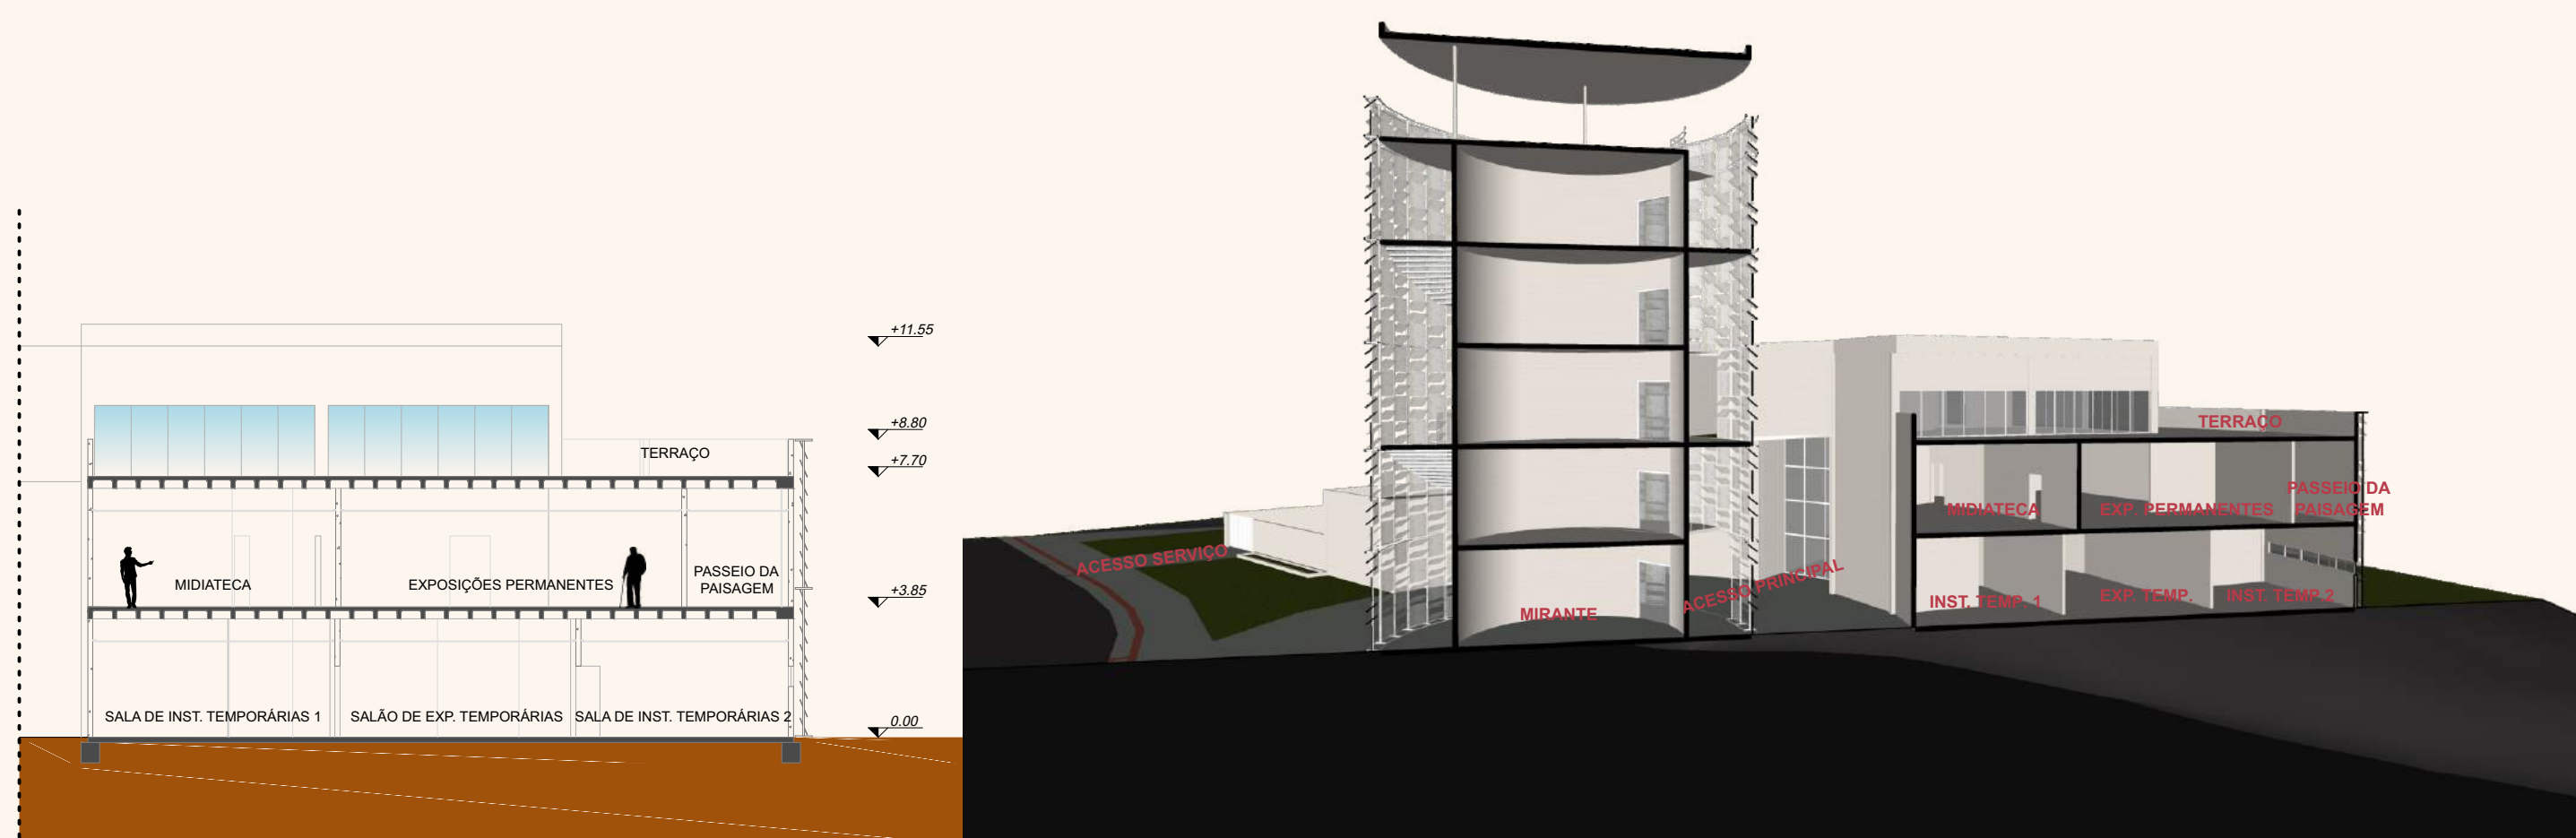 +11.55
+8.80
TERRAÇO
+7.70
MIDIATECA
EXPOSIÇÕES PERMANENTES
PASSEIO DA
PAISAGEM
+3.85
SALA DE INST. TEMPORÁRIAS 1
SALÃO DE EXP. TEMPORÁRIAS
SALA DE INST. TEMPORÁRIAS 2
0.00
ACESSO SERVIÇO
MIRANTE
ACESSO PRINCIPAL
TERRAÇO
MIDIATECA
EXP. PERMANENTES
PASSEIO DA
PAISAGEM
INST. TEMP. 1
EXP. TEMP.
INST. TEMP.2